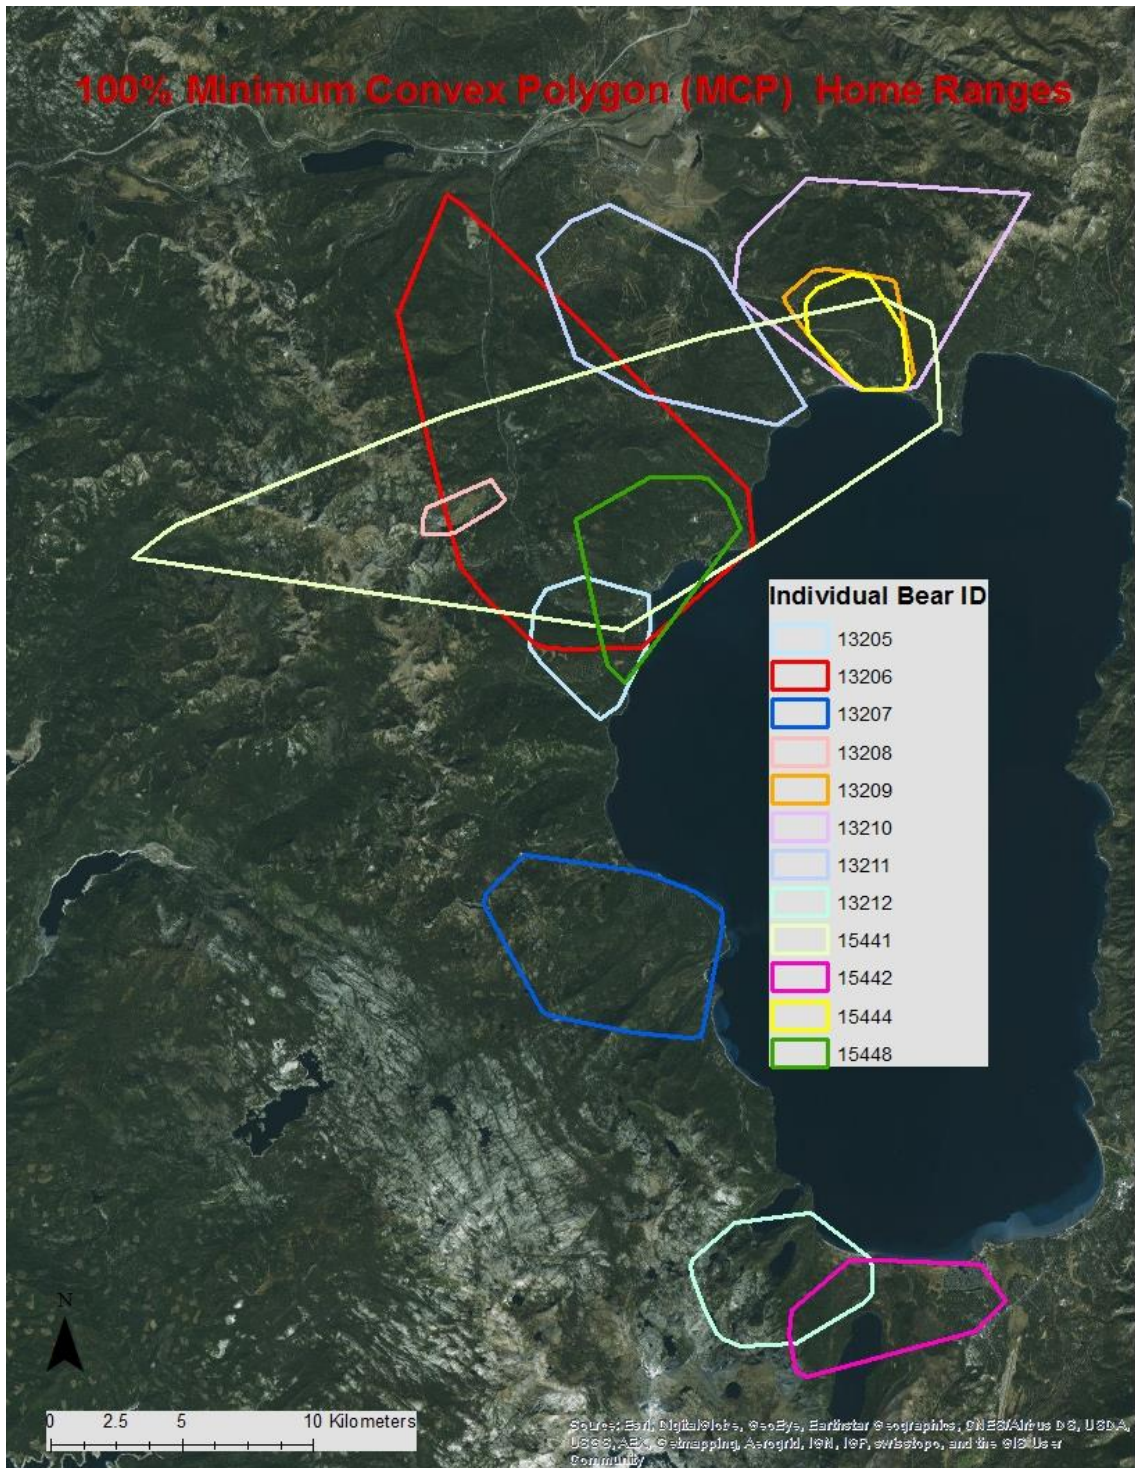 100% Minimum Convex Polygon (MCP) Home Ranges
Individual Bear ID
13205
13206
13207
13208
13209
13210
13211
13212
15441
15442
15444
15448
N
0 2.5 5 10 Kilometers
Source: Esri, DigitalGlobe, GeoEye, Earthstar Geographics, CNES/Airbus DS, USDA,
USGS, AEX, Getmapping, Aerogrid, IGN, IGP, swisstopo, and the GIS User
Community